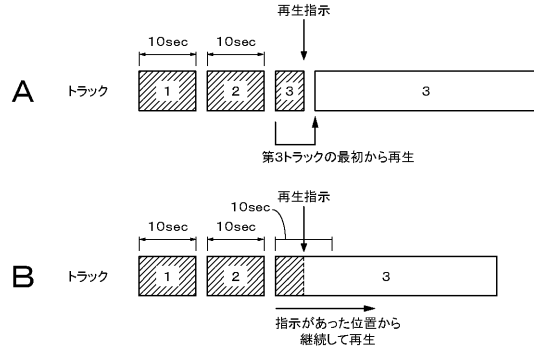 再生指示
10sec
10sec
A
トラック
1
2
3
3
第3トラックの最初から再生
再生指示
10sec
10sec
10sec
B
トラック
1
2
3
指示があった位置から
継続して再生